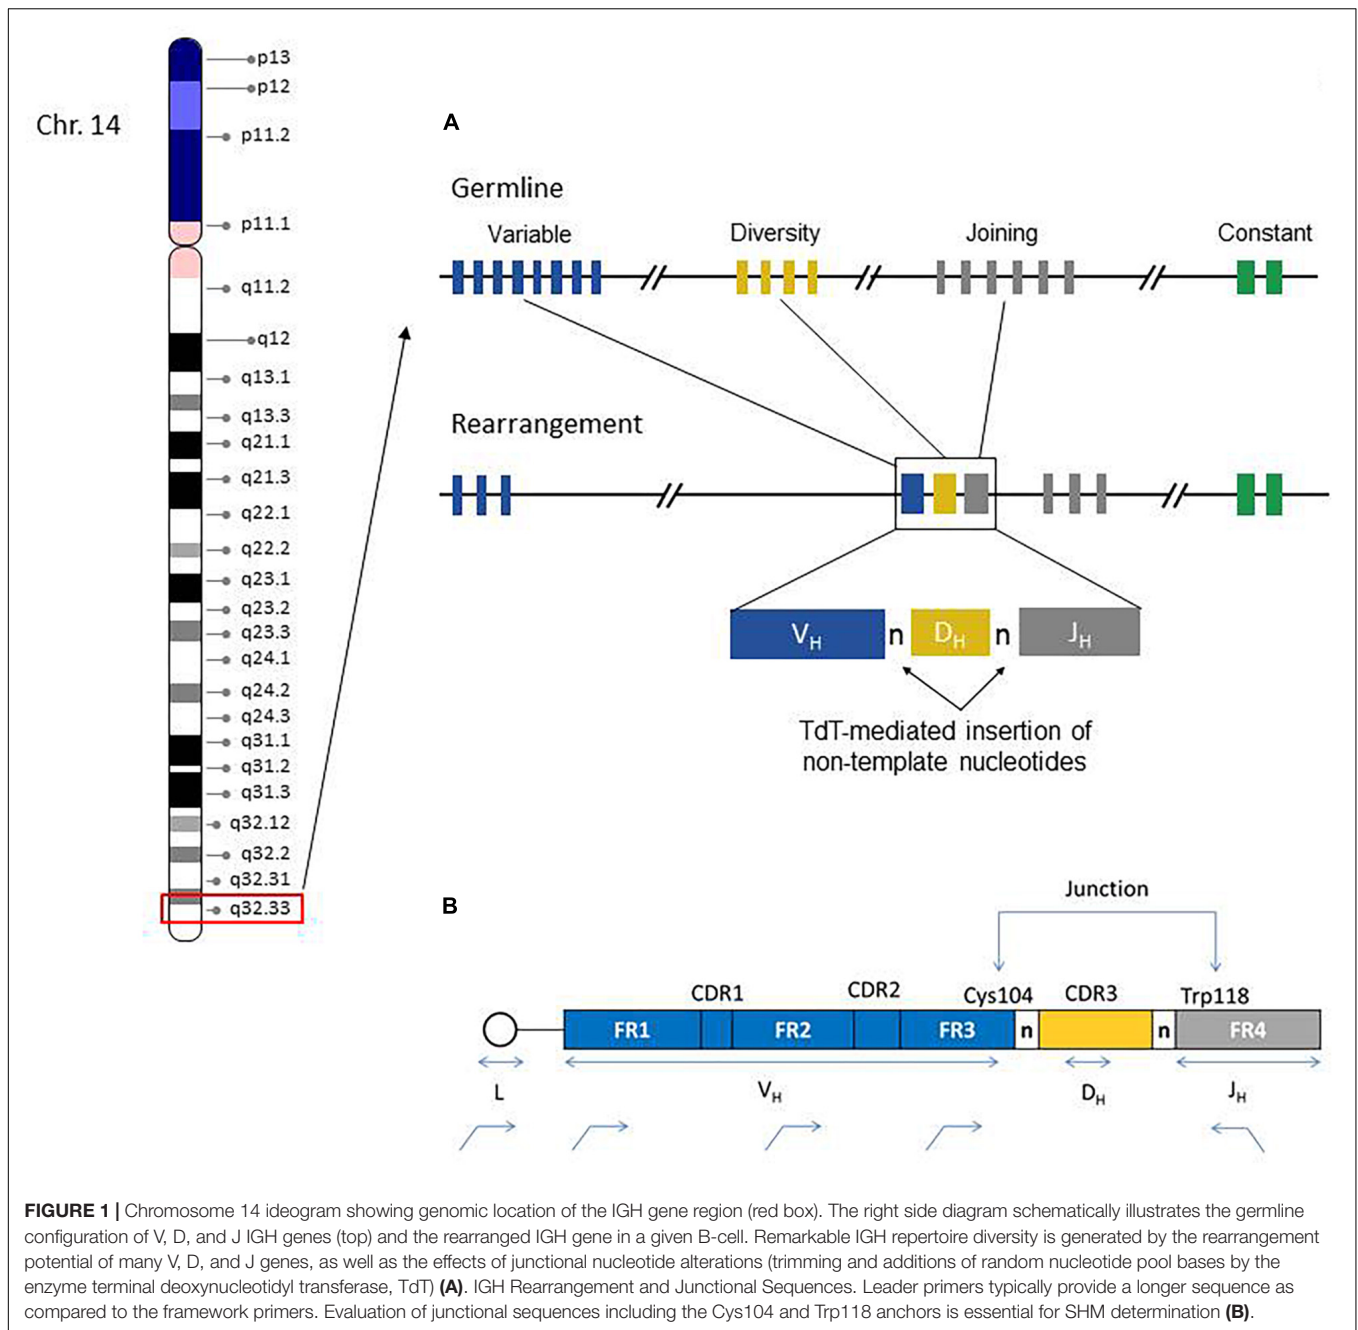 Chr. 14
p13
p12
p11.2
p11.1
q11.2
q12
q13.1
q13.3
q21.1
q21.3
q22.1
q22.2
q23.1
q23.2
q23.3
q24.1
q24.2
q24.3
q31.1
q31.2
q31.3
q32.12
q32.2
q32.31
q32.33
A
Germline
Variable Diversity Joining Constant
Rearrangement
VH n DH n JH
TdT-mediated insertion of
non-template nucleotides
B
Junction
CDR1 CDR2 Cys104 CDR3 Trp118
FR1 FR2 FR3 n n FR4
L VH DH JH
FIGURE 1 | Chromosome 14 ideogram showing genomic location of the IGH gene region (red box). The right side diagram schematically illustrates the germline
configuration of V, D, and J IGH genes (top) and the rearranged IGH gene in a given B-cell. Remarkable IGH repertoire diversity is generated by the rearrangement
potential of many V, D, and J genes, as well as the effects of junctional nucleotide alterations (trimming and additions of random nucleotide pool bases by the
enzyme terminal deoxynucleotidyl transferase, TdT) (A). IGH Rearrangement and Junctional Sequences. Leader primers typically provide a longer sequence as
compared to the framework primers. Evaluation of junctional sequences including the Cys104 and Trp118 anchors is essential for SHM determination (B).